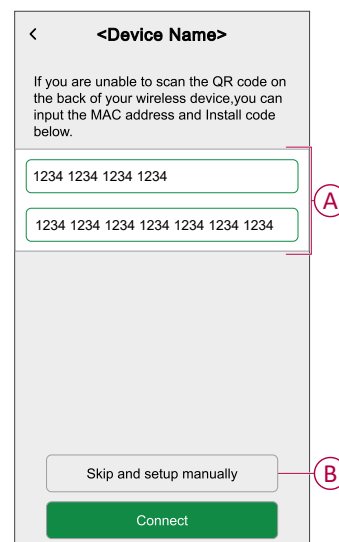 <Device Name>
If you are unable to scan the QR code on
the back of your wireless device,you can
input the MAC address and Install code
below.
1234 1234 1234 1234
1234 1234 1234 1234 1234 1234 1234
A
Skip and setup manually
B
Connect